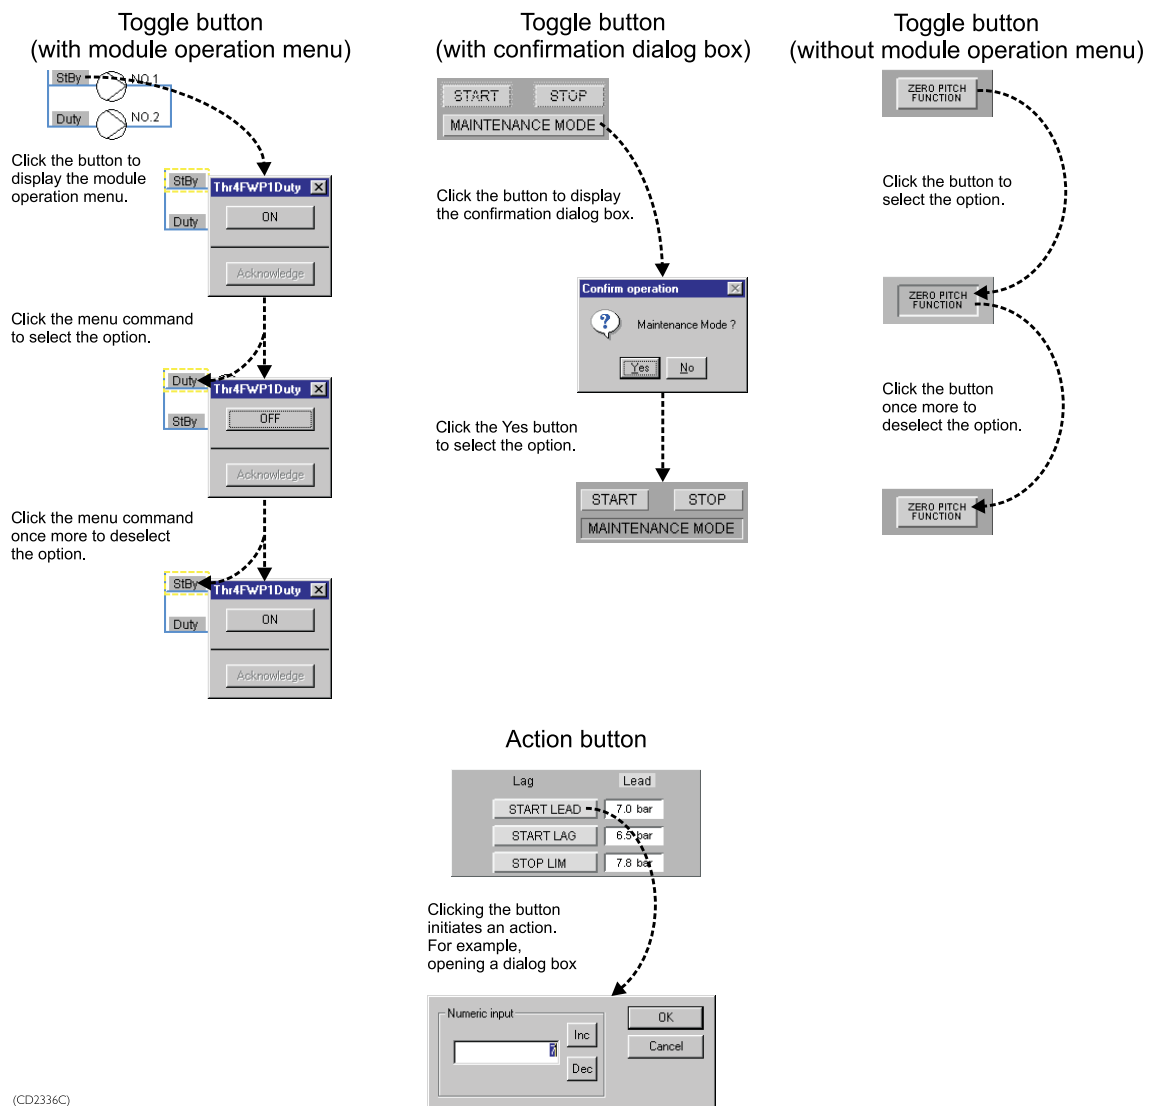 Toggle button
(with module operation menu)
StBy
NO.1
Duty
NO.2
Click the button to
display the module
operation menu.
StBy
Duty
Thr4FWP1Duty
ON
Acknowledge
Click the menu command
to select the option.
Duty
StBy
Thr4FWP1Duty
OFF
Acknowledge
Click the menu command
once more to deselect
the option.
StBy
Duty
Thr4FWP1Duty
ON
Acknowledge
Toggle button
(with confirmation dialog box)
START STOP
MAINTENANCE MODE
Click the button to display
the confirmation dialog box.
Confirm operation
Maintenance Mode ?
Yes No
Click the Yes button
to select the option.
START STOP
MAINTENANCE MODE
Toggle button
(without module operation menu)
ZERO PITCH
FUNCTION
Click the button to
select the option.
ZERO PITCH
FUNCTION
Click the button
once more to
deselect the option.
ZERO PITCH
FUNCTION
Action button
Lag Lead
START LEAD 7.0 bar
START LAG 6.5 bar
STOP LIM 7.8 bar
Clicking the button
initiates an action.
For example,
opening a dialog box
Numeric input
7
Inc
Dec
OK
Cancel
(CD2336C)